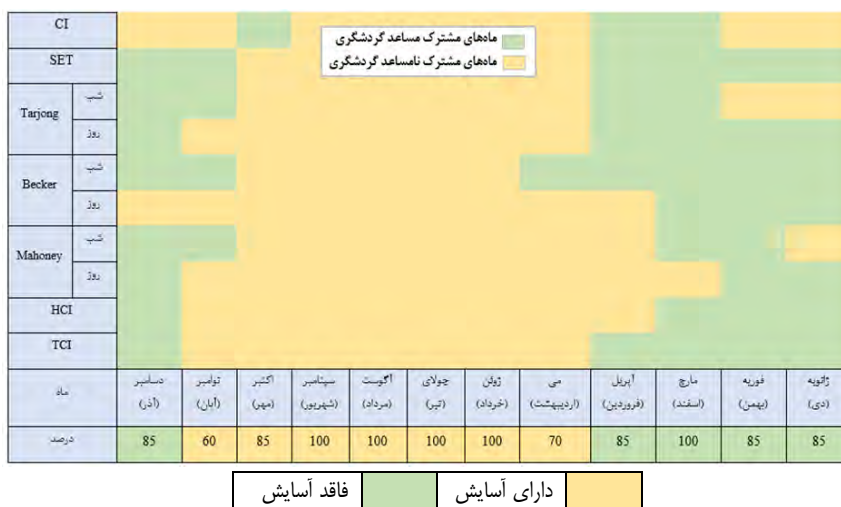 CI
ماه‌های مشترک مساعد گردشگری
ماه‌های مشترک نامساعد گردشگری
SET
Tarjong
شب
روز
Becker
شب
روز
Mahoney
شب
روز
HCI
TCI
ماه دسامبر (آذر) نوامبر (آبان) اکتبر (مهر) سپتامبر (شهریور) آگوست (مرداد) جولای (تیر) ژوئن (خرداد) می (اردیبهشت) آپریل (فروردین) مارچ (اسفند) فوریه (بهمن) ژانویه (دی)
درصد 85 60 85 100 100 100 100 70 85 100 85 85
فاقد آسایش دارای آسایش